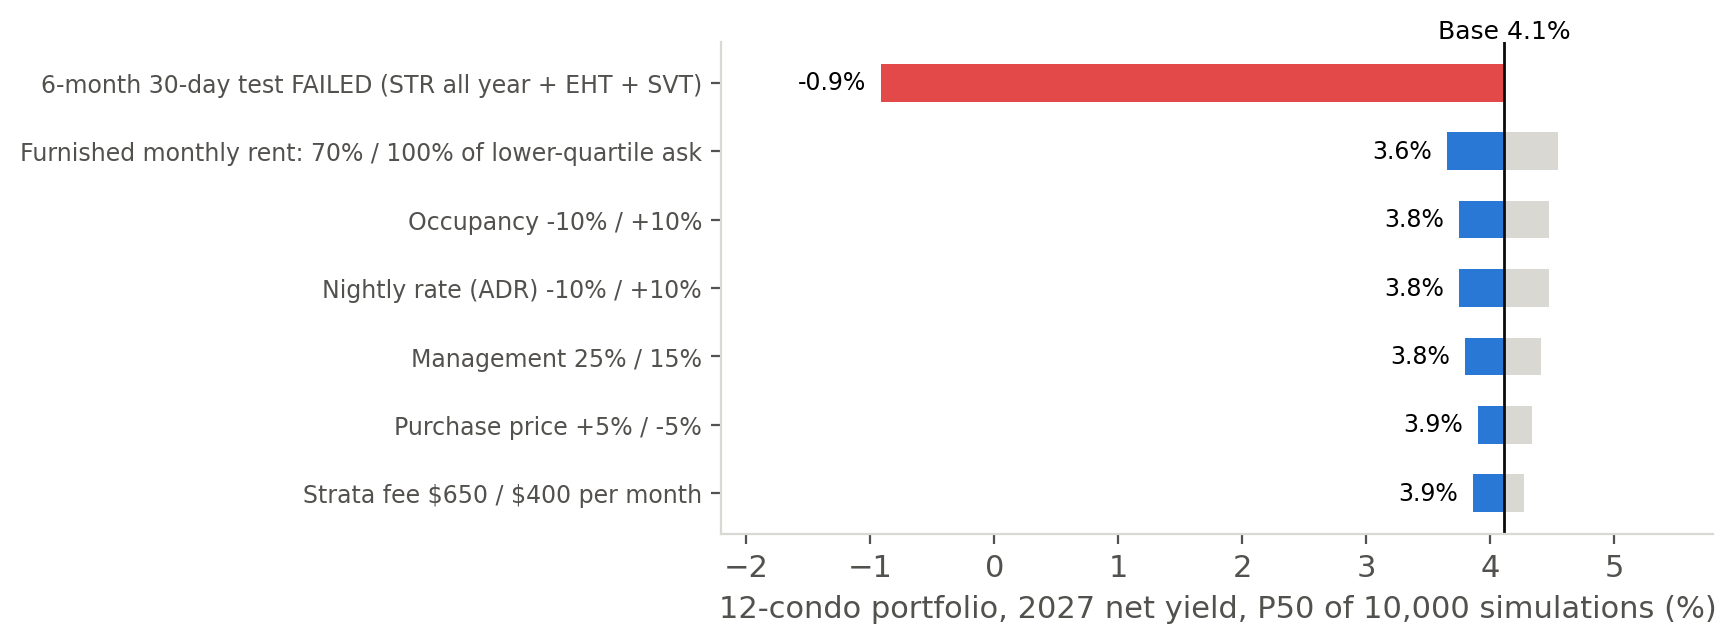 Base 4.1%
6-month 30-day test FAILED (STR all year + EHT + SVT)
-0.9%
Furnished monthly rent: 70% / 100% of lower-quartile ask
3.6%
Occupancy -10% / +10%
3.8%
Nightly rate (ADR) -10% / +10%
3.8%
Management 25% / 15%
3.8%
Purchase price +5% / -5%
3.9%
Strata fee $650 / $400 per month
3.9%
−2 −1 0 1 2 3 4 5
12-condo portfolio, 2027 net yield, P50 of 10,000 simulations (%)